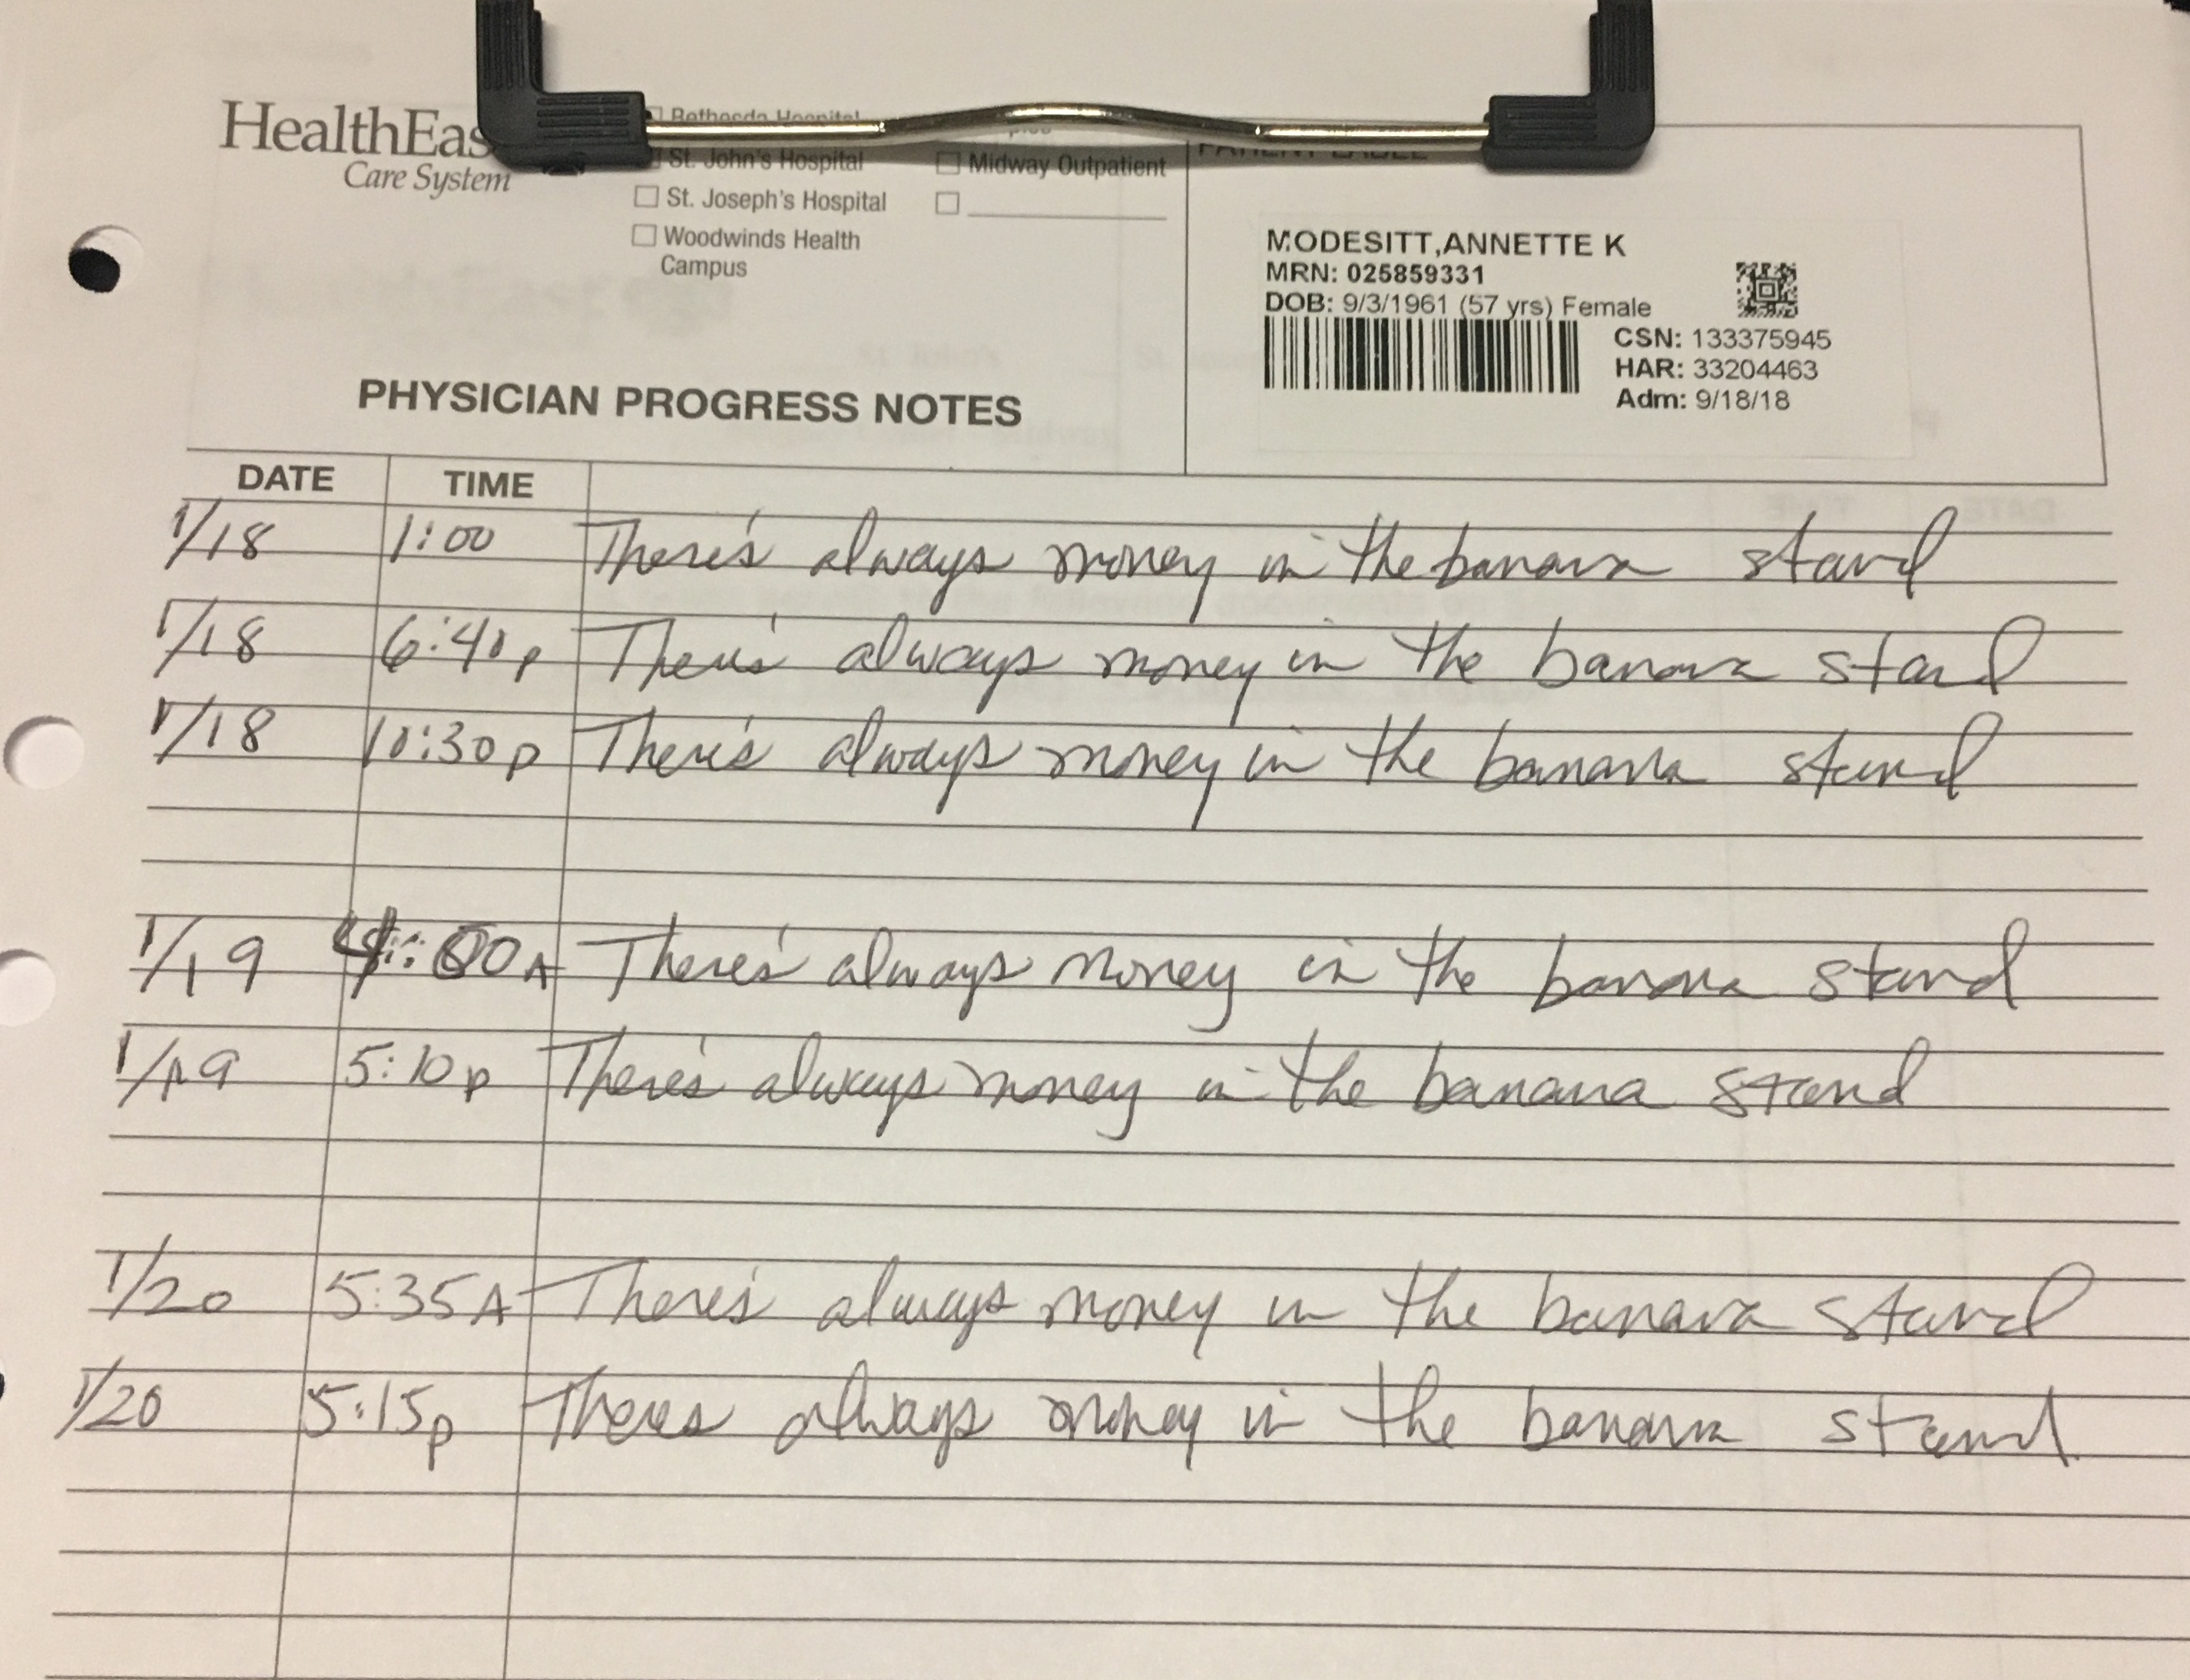 HealthEas
Care System
Bethesda Hospital
St. John's Hospital
St. Joseph's Hospital
Woodwinds Health
Campus
Midway Outpatient
PATIENT LABEL
MODESITT,ANNETTE K
MRN: 025859331
DOB: 9/3/1961 (57 yrs) Female
CSN: 133375945
HAR: 33204463
Adm: 9/18/18
PHYSICIAN PROGRESS NOTES
DATE TIME
1/18 1:00 There's always money in the banana stand
1/18 6:40p There's always money in the banana stand
1/18 10:30p There's always money in the banana stand
1/19 There's always money in the banana stand
1/19 5:10p There's always money in the banana stand
1/20 5:35A There's always money in the banana stand
1/20 5:15p Theres always money in the banana stand